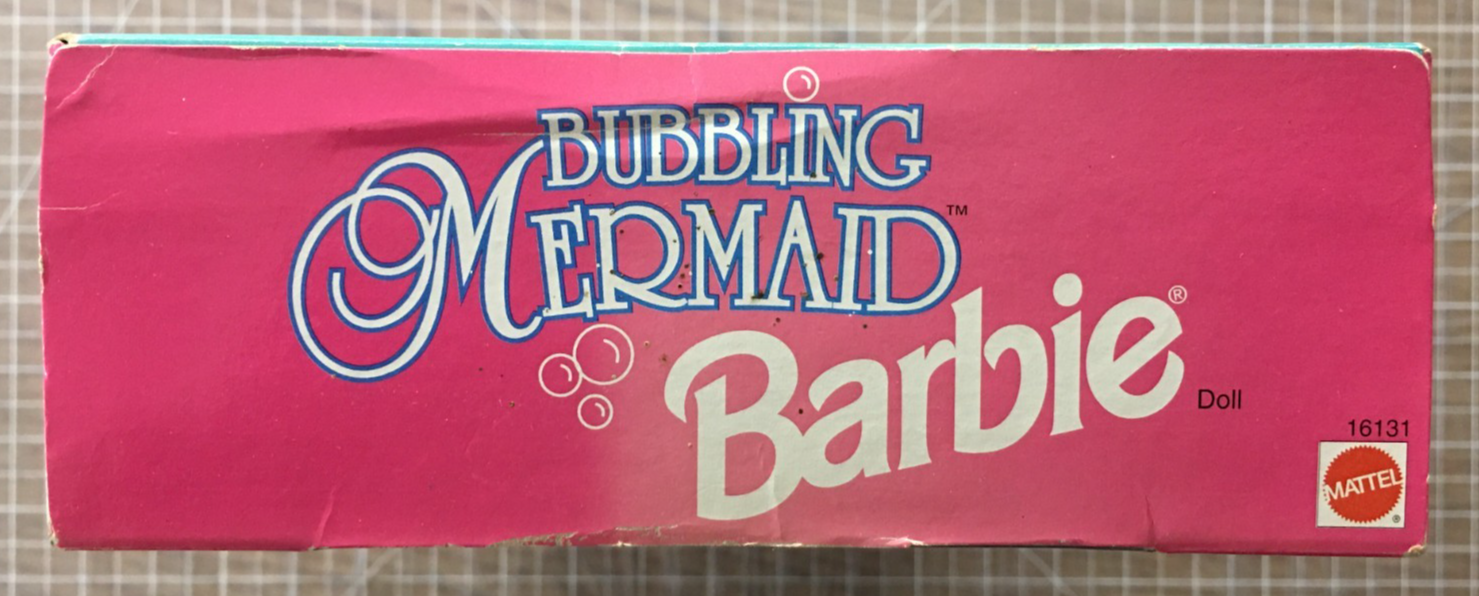 BUBBLING
MERMAID™
Barbie®
Doll
16131
MATTEL
®